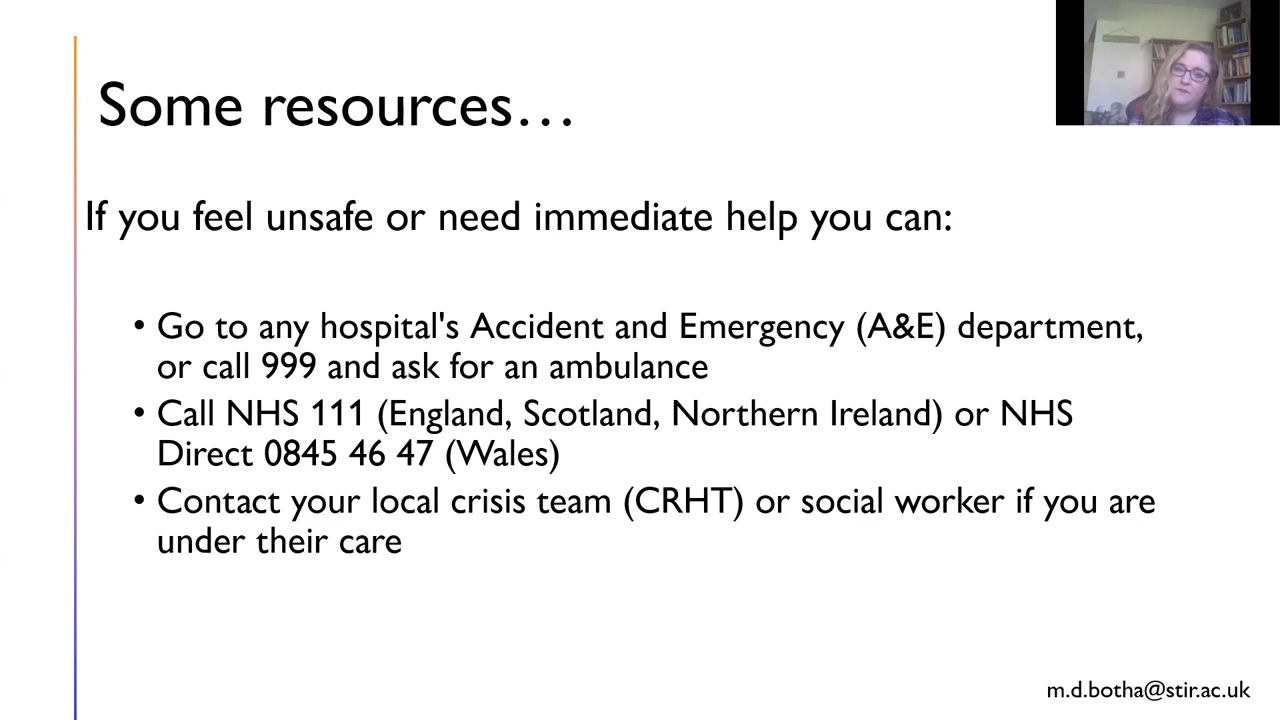 Some resources…
If you feel unsafe or need immediate help you can:
• Go to any hospital's Accident and Emergency (A&E) department,
or call 999 and ask for an ambulance
• Call NHS 111 (England, Scotland, Northern Ireland) or NHS
Direct 0845 46 47 (Wales)
• Contact your local crisis team (CRHT) or social worker if you are
under their care
m.d.botha@stir.ac.uk